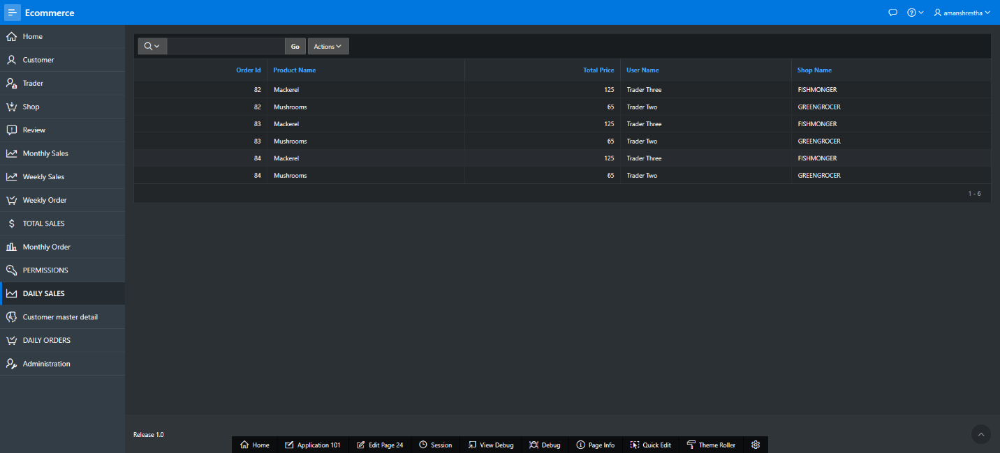 Ecommerce
amanshrestha
Home
Customer
Trader
Shop
Review
Monthly Sales
Weekly Sales
Weekly Order
TOTAL SALES
Monthly Order
PERMISSIONS
DAILY SALES
Customer master detail
DAILY ORDERS
Administration
Go Actions
Order Id Product Name Total Price User Name Shop Name
82 Mackerel 125 Trader Three FISHMONGER
82 Mushrooms 65 Trader Two GREENGROCER
83 Mackerel 125 Trader Three FISHMONGER
83 Mushrooms 65 Trader Two GREENGROCER
84 Mackerel 125 Trader Three FISHMONGER
84 Mushrooms 65 Trader Two GREENGROCER
1 - 6
Release 1.0
Home Application 101 Edit Page 24 Session View Debug Debug Page Info Quick Edit Theme Roller